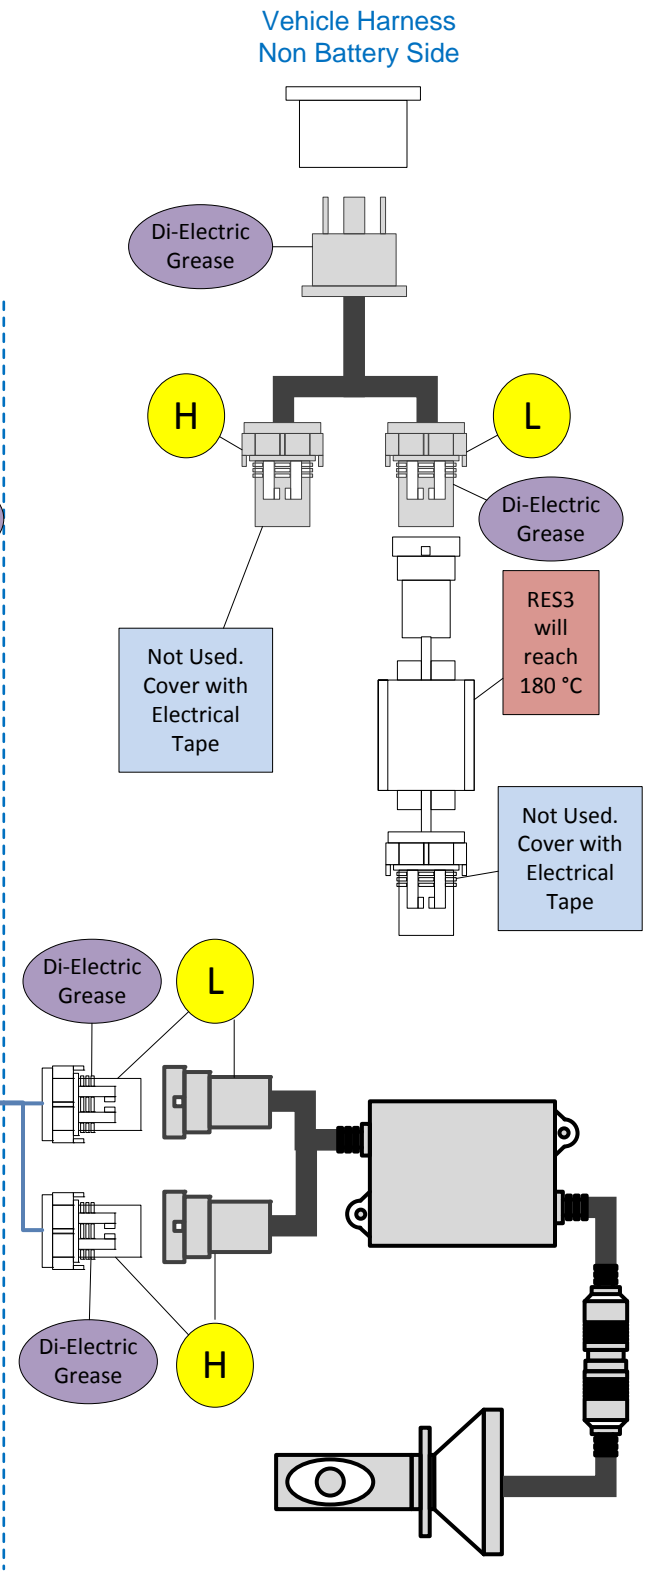 Vehicle Harness
Non Battery Side
Di-Electric
Grease
H
L
Di-Electric
Grease
RES3
will
reach
180 °C
Not Used.
Cover with
Electrical
Tape
Not Used.
Cover with
Electrical
Tape
Di-Electric
Grease
L
Di-Electric
Grease
H